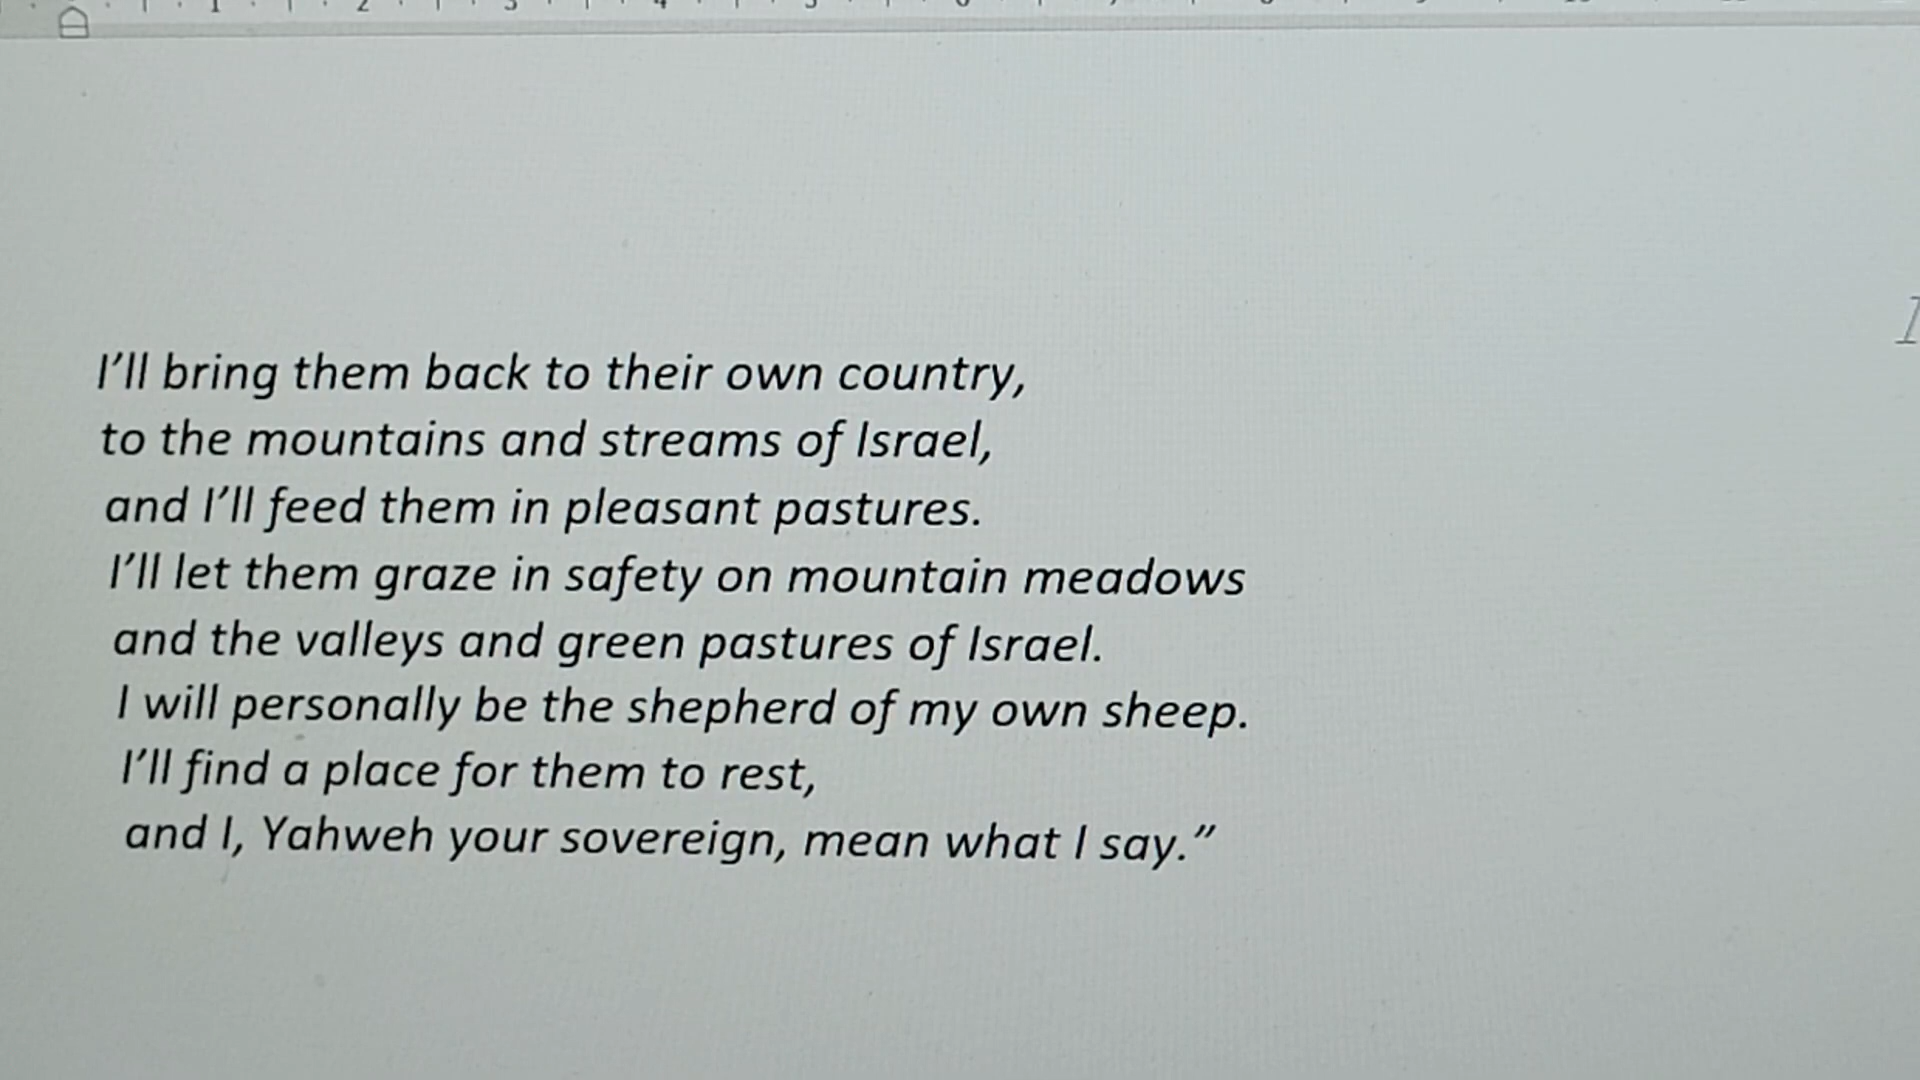 I’ll bring them back to their own country,
to the mountains and streams of Israel,
and I’ll feed them in pleasant pastures.
I’ll let them graze in safety on mountain meadows
and the valleys and green pastures of Israel.
I will personally be the shepherd of my own sheep.
I’ll find a place for them to rest,
and I, Yahweh your sovereign, mean what I say.”